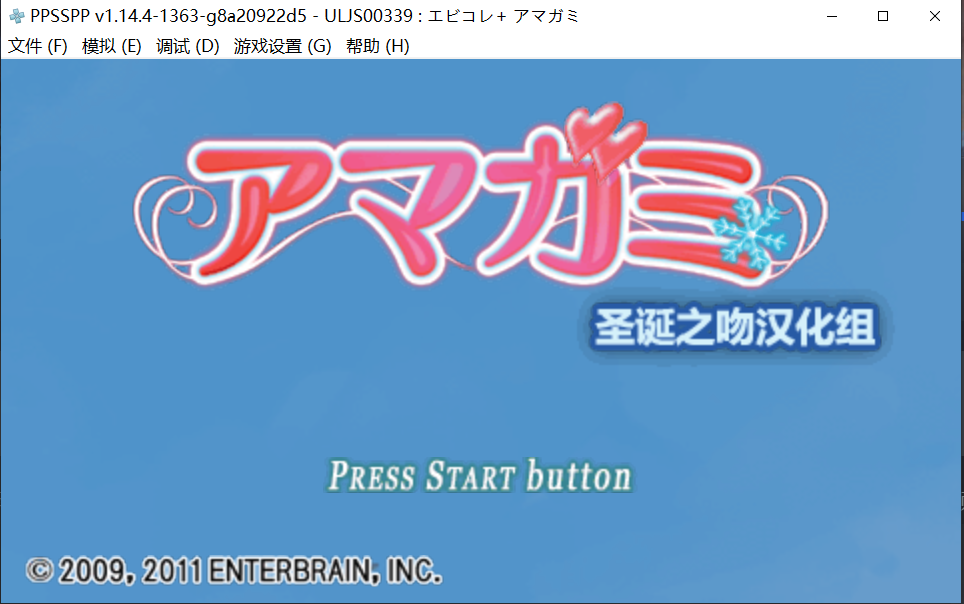 PPSSPP v1.14.4-1363-g8a20922d5 - ULJS00339 : エビコレ+ アマガミ
文件 (F) 模拟 (E) 调试 (D) 游戏设置 (G) 帮助 (H)
アマガミ
圣诞之吻汉化组
PRESS START button
© 2009, 2011 ENTERBRAIN, INC.